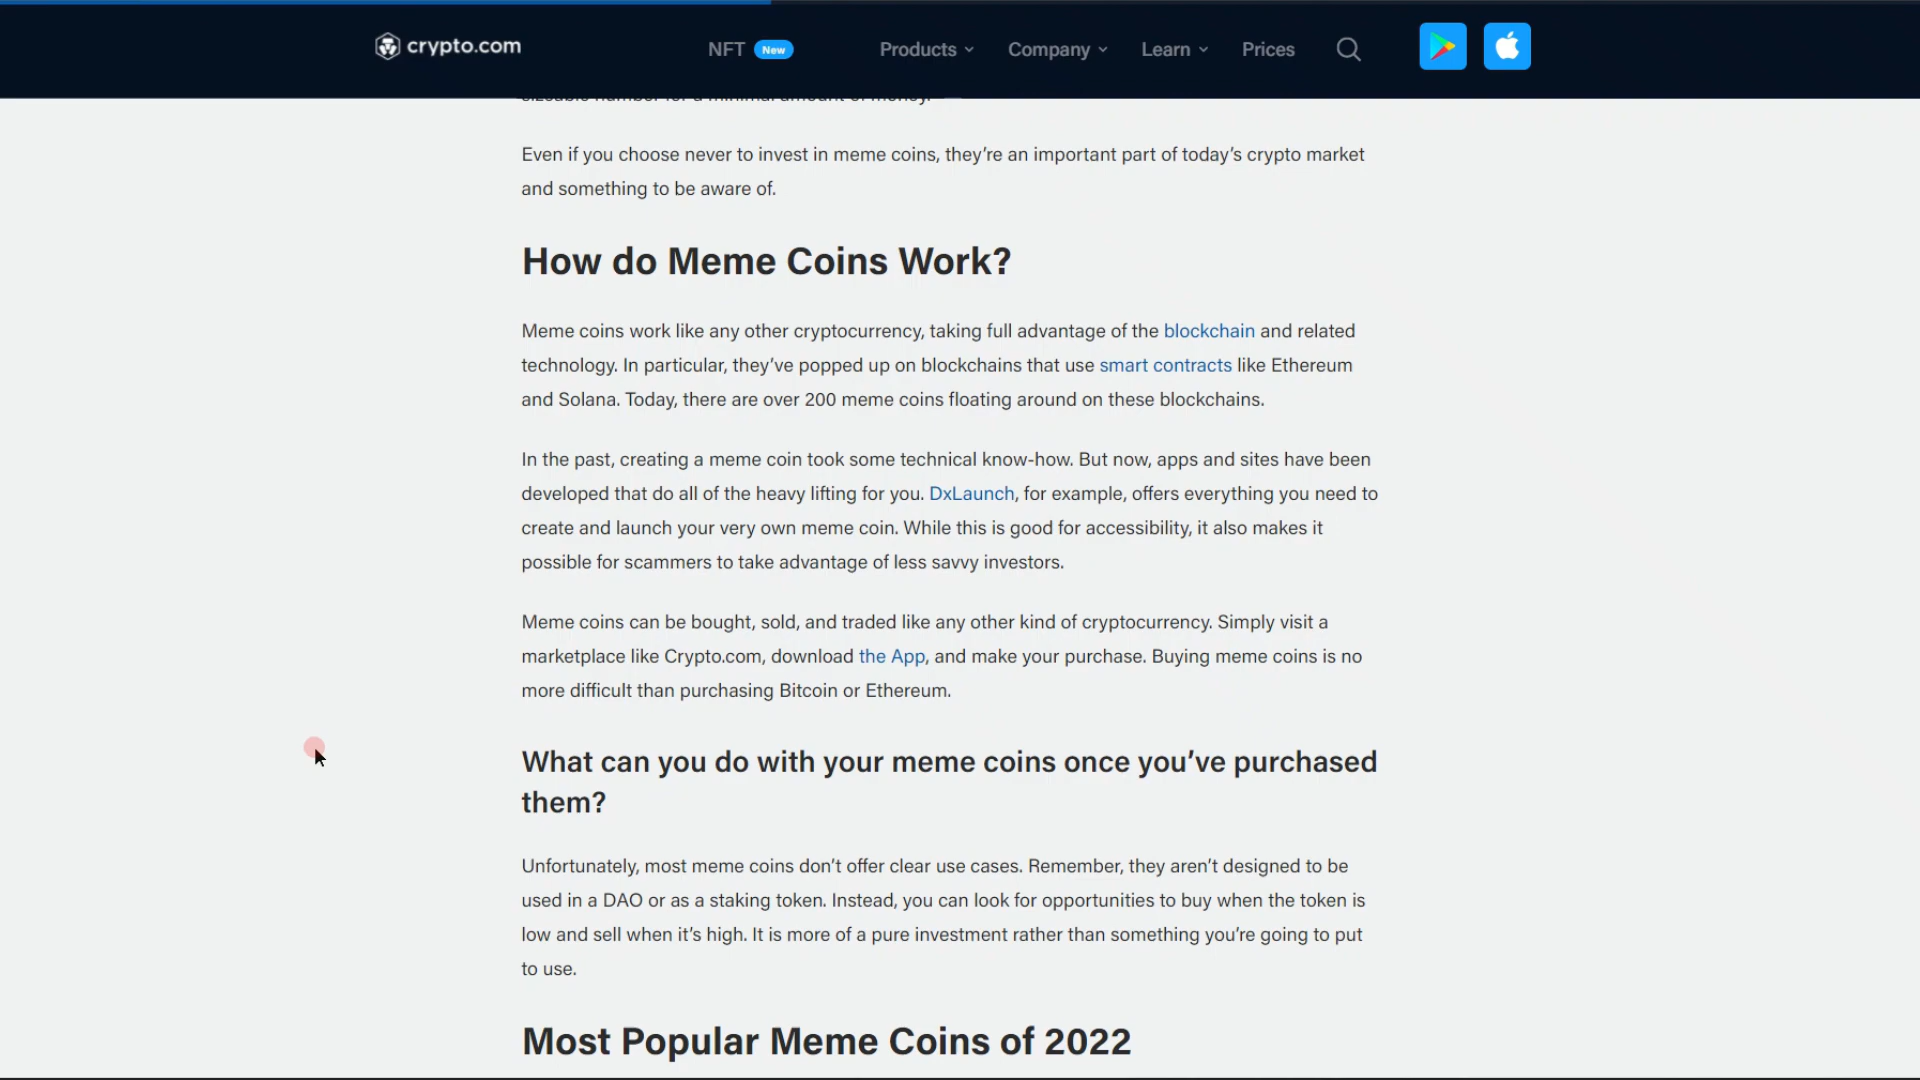 crypto.com
NFT New Products Company Learn Prices
sizeable number for a minimal amount of money.
Even if you choose never to invest in meme coins, they’re an important part of today’s crypto market
and something to be aware of.
How do Meme Coins Work?
Meme coins work like any other cryptocurrency, taking full advantage of the blockchain and related
technology. In particular, they’ve popped up on blockchains that use smart contracts like Ethereum
and Solana. Today, there are over 200 meme coins floating around on these blockchains.
In the past, creating a meme coin took some technical know-how. But now, apps and sites have been
developed that do all of the heavy lifting for you. DxLaunch, for example, offers everything you need to
create and launch your very own meme coin. While this is good for accessibility, it also makes it
possible for scammers to take advantage of less savvy investors.
Meme coins can be bought, sold, and traded like any other kind of cryptocurrency. Simply visit a
marketplace like Crypto.com, download the App, and make your purchase. Buying meme coins is no
more difficult than purchasing Bitcoin or Ethereum.
What can you do with your meme coins once you’ve purchased
them?
Unfortunately, most meme coins don’t offer clear use cases. Remember, they aren’t designed to be
used in a DAO or as a staking token. Instead, you can look for opportunities to buy when the token is
low and sell when it’s high. It is more of a pure investment rather than something you’re going to put
to use.
Most Popular Meme Coins of 2022